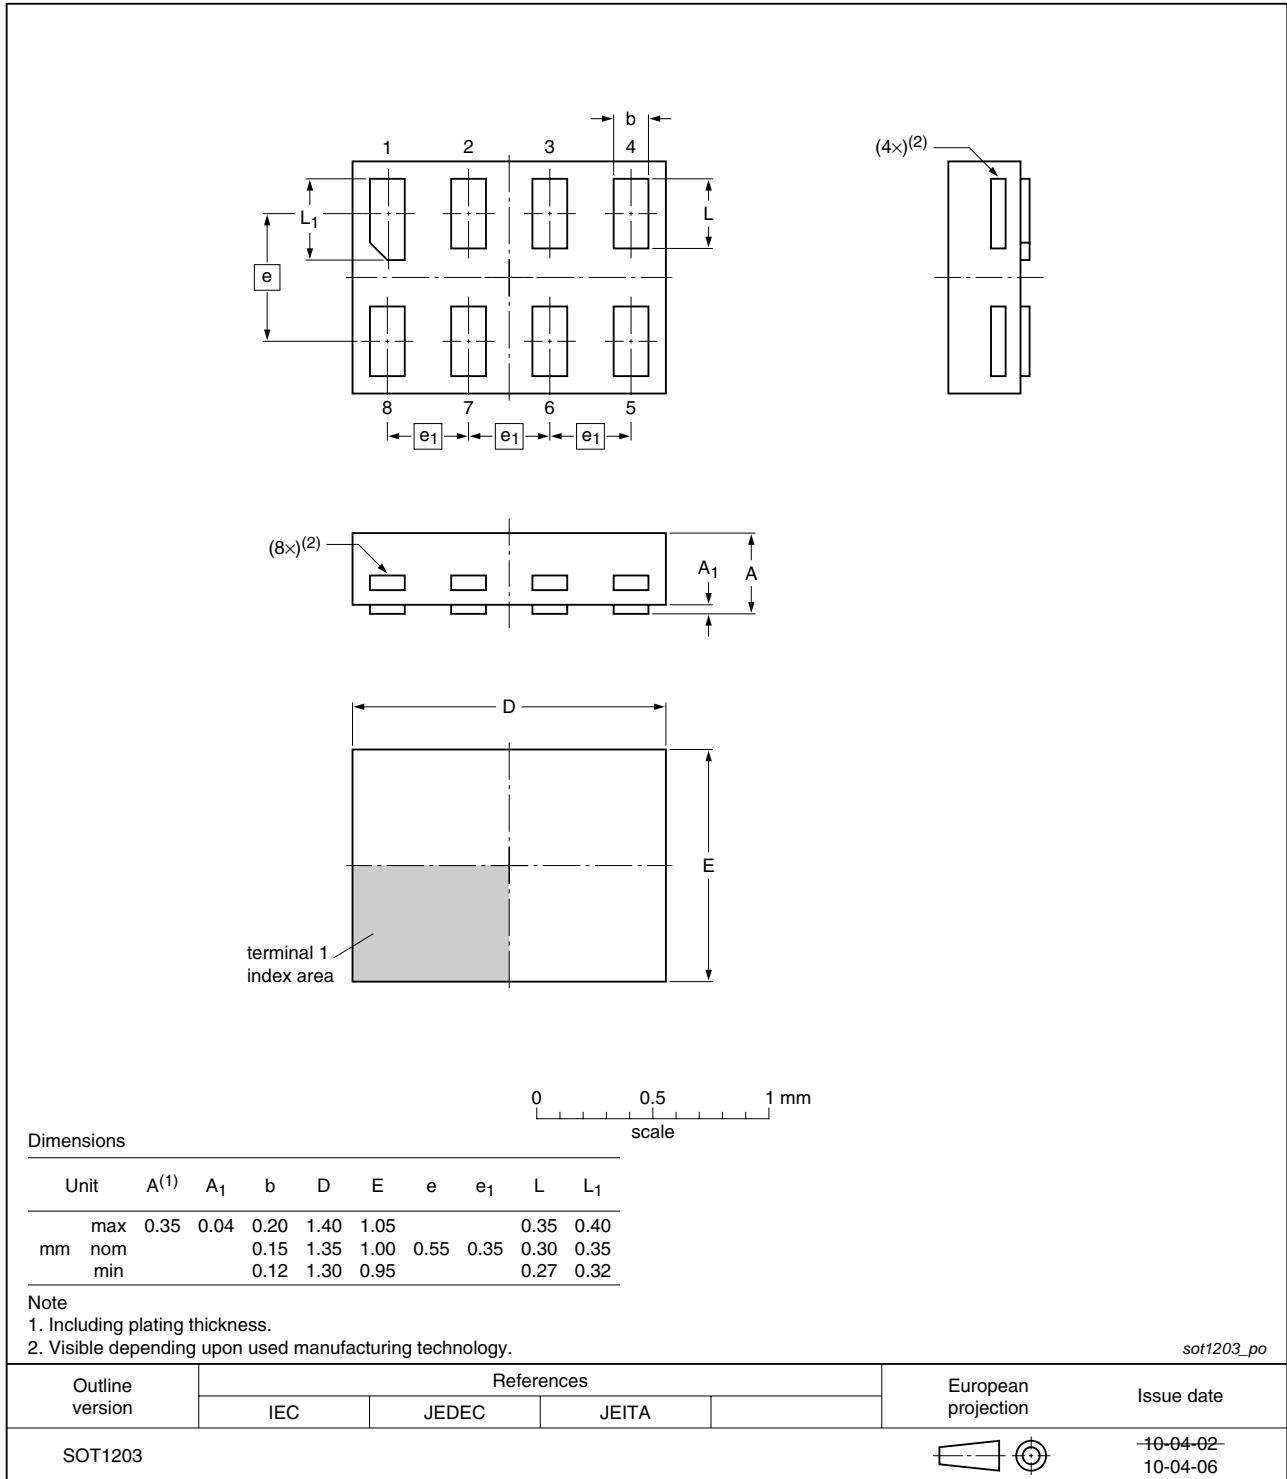 b
1 2 3 4
(4×)(2)
L1
L
e
8 7 6 5
e1 e1 e1
(8×)(2)
A1 A
D
E
terminal 1
index area
0 0.5 1 mm
scale
Dimensions
Unit A(1) A1 b D E e e1 L L1
max 0.35 0.04 0.20 1.40 1.05 0.35 0.40
mm nom 0.15 1.35 1.00 0.55 0.35 0.30 0.35
min 0.12 1.30 0.95 0.27 0.32
Note
1. Including plating thickness.
2. Visible depending upon used manufacturing technology.
sot1203_po
Outline
version
References
IEC JEDEC JEITA
European
projection
Issue date
SOT1203
10-04-02
10-04-06